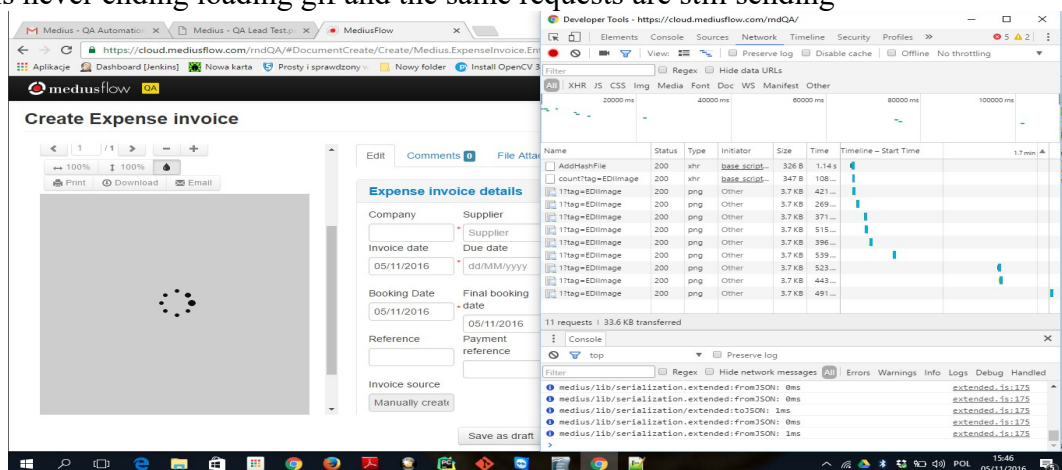 s never ending loading gif and the same requests are still sending
Medius - QA Automation
Medius - QA Lead Test.p
MediusFlow
https://cloud.mediusflow.com/rndQA/#DocumentCreate/Create/Medius.ExpenseInvoice.Ent
Aplikacje
Dashboard [Jenkins]
Nowa karta
Prosty i sprawdzony
Nowy folder
Install OpenCV 3
mediusflow QA
Create Expense invoice
1 / 1
100% 100%
Print Download Email
Edit Comments 0 File Attac
Expense invoice details
Company Supplier
Supplier
Invoice date Due date
05/11/2016 dd/MM/yyyy
Booking Date Final booking date
05/11/2016
05/11/2016
Reference Payment reference
Invoice source
Manually create
Save as draft
Developer Tools - https://cloud.mediusflow.com/rndQA/
Elements Console Sources Network Timeline Security Profiles » 5 2
View: Preserve log Disable cache Offline No throttling
Filter Regex Hide data URLs
All XHR JS CSS Img Media Font Doc WS Manifest Other
20000 ms 40000 ms 60000 ms 80000 ms 100000 ms
Name Status Type Initiator Size Time Timeline – Start Time 1.7 min
AddHashFile 200 xhr base script... 326 B 1.14 s
count?tag=EDIImage 200 xhr base script... 347 B 108...
1?tag=EDIImage 200 png Other 3.7 KB 421...
1?tag=EDIImage 200 png Other 3.7 KB 269...
1?tag=EDIImage 200 png Other 3.7 KB 371...
1?tag=EDIImage 200 png Other 3.7 KB 515...
1?tag=EDIImage 200 png Other 3.7 KB 396...
1?tag=EDIImage 200 png Other 3.7 KB 539...
1?tag=EDIImage 200 png Other 3.7 KB 523...
1?tag=EDIImage 200 png Other 3.7 KB 443...
1?tag=EDIImage 200 png Other 3.7 KB 491...
11 requests | 33.6 KB transferred
Console
top Preserve log
Filter Regex Hide network messages All Errors Warnings Info Logs Debug Handled
medius/lib/serialization.extended:fromJSON: 0ms extended.js:175
medius/lib/serialization.extended:fromJSON: 0ms extended.js:175
medius/lib/serialization/extended:toJSON: 1ms extended.js:175
medius/lib/serialization.extended:fromJSON: 0ms extended.js:175
medius/lib/serialization.extended:fromJSON: 1ms extended.js:175
POL 15:46
05/11/2016